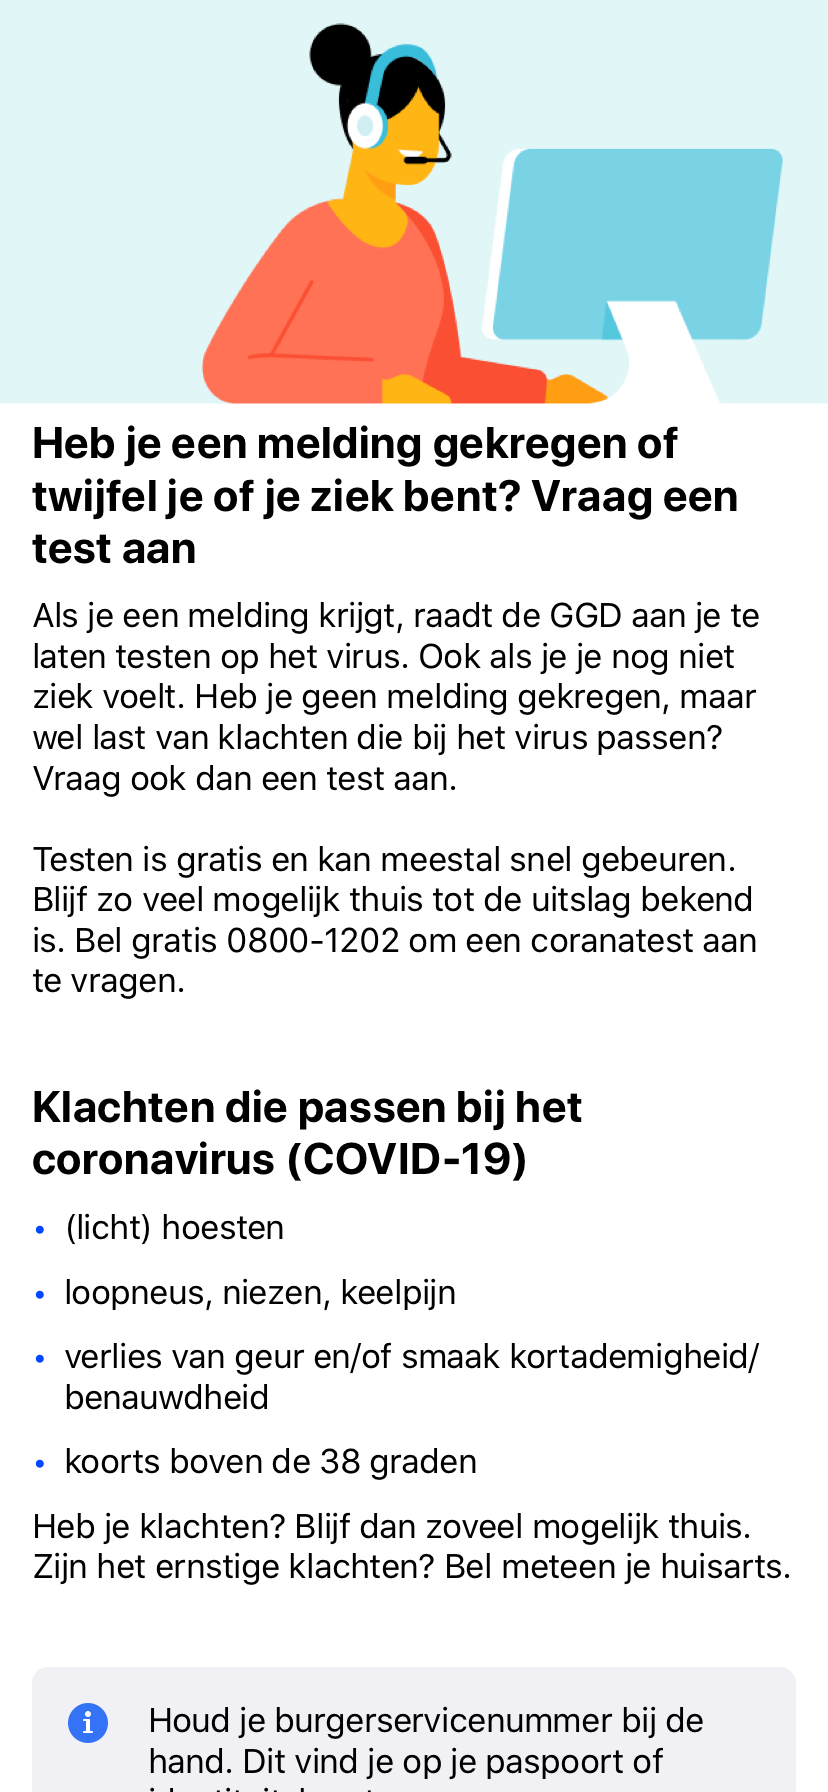 Heb je een melding gekregen of
twijfel je of je ziek bent? Vraag een
test aan
Als je een melding krijgt, raadt de GGD aan je te
laten testen op het virus. Ook als je je nog niet
ziek voelt. Heb je geen melding gekregen, maar
wel last van klachten die bij het virus passen?
Vraag ook dan een test aan.
Testen is gratis en kan meestal snel gebeuren.
Blijf zo veel mogelijk thuis tot de uitslag bekend
is. Bel gratis 0800-1202 om een coranatest aan
te vragen.
Klachten die passen bij het
coronavirus (COVID-19)
• (licht) hoesten
• loopneus, niezen, keelpijn
• verlies van geur en/of smaak kortademigheid/
benauwdheid
• koorts boven de 38 graden
Heb je klachten? Blijf dan zoveel mogelijk thuis.
Zijn het ernstige klachten? Bel meteen je huisarts.
Houd je burgerservicenummer bij de
hand. Dit vind je op je paspoort of